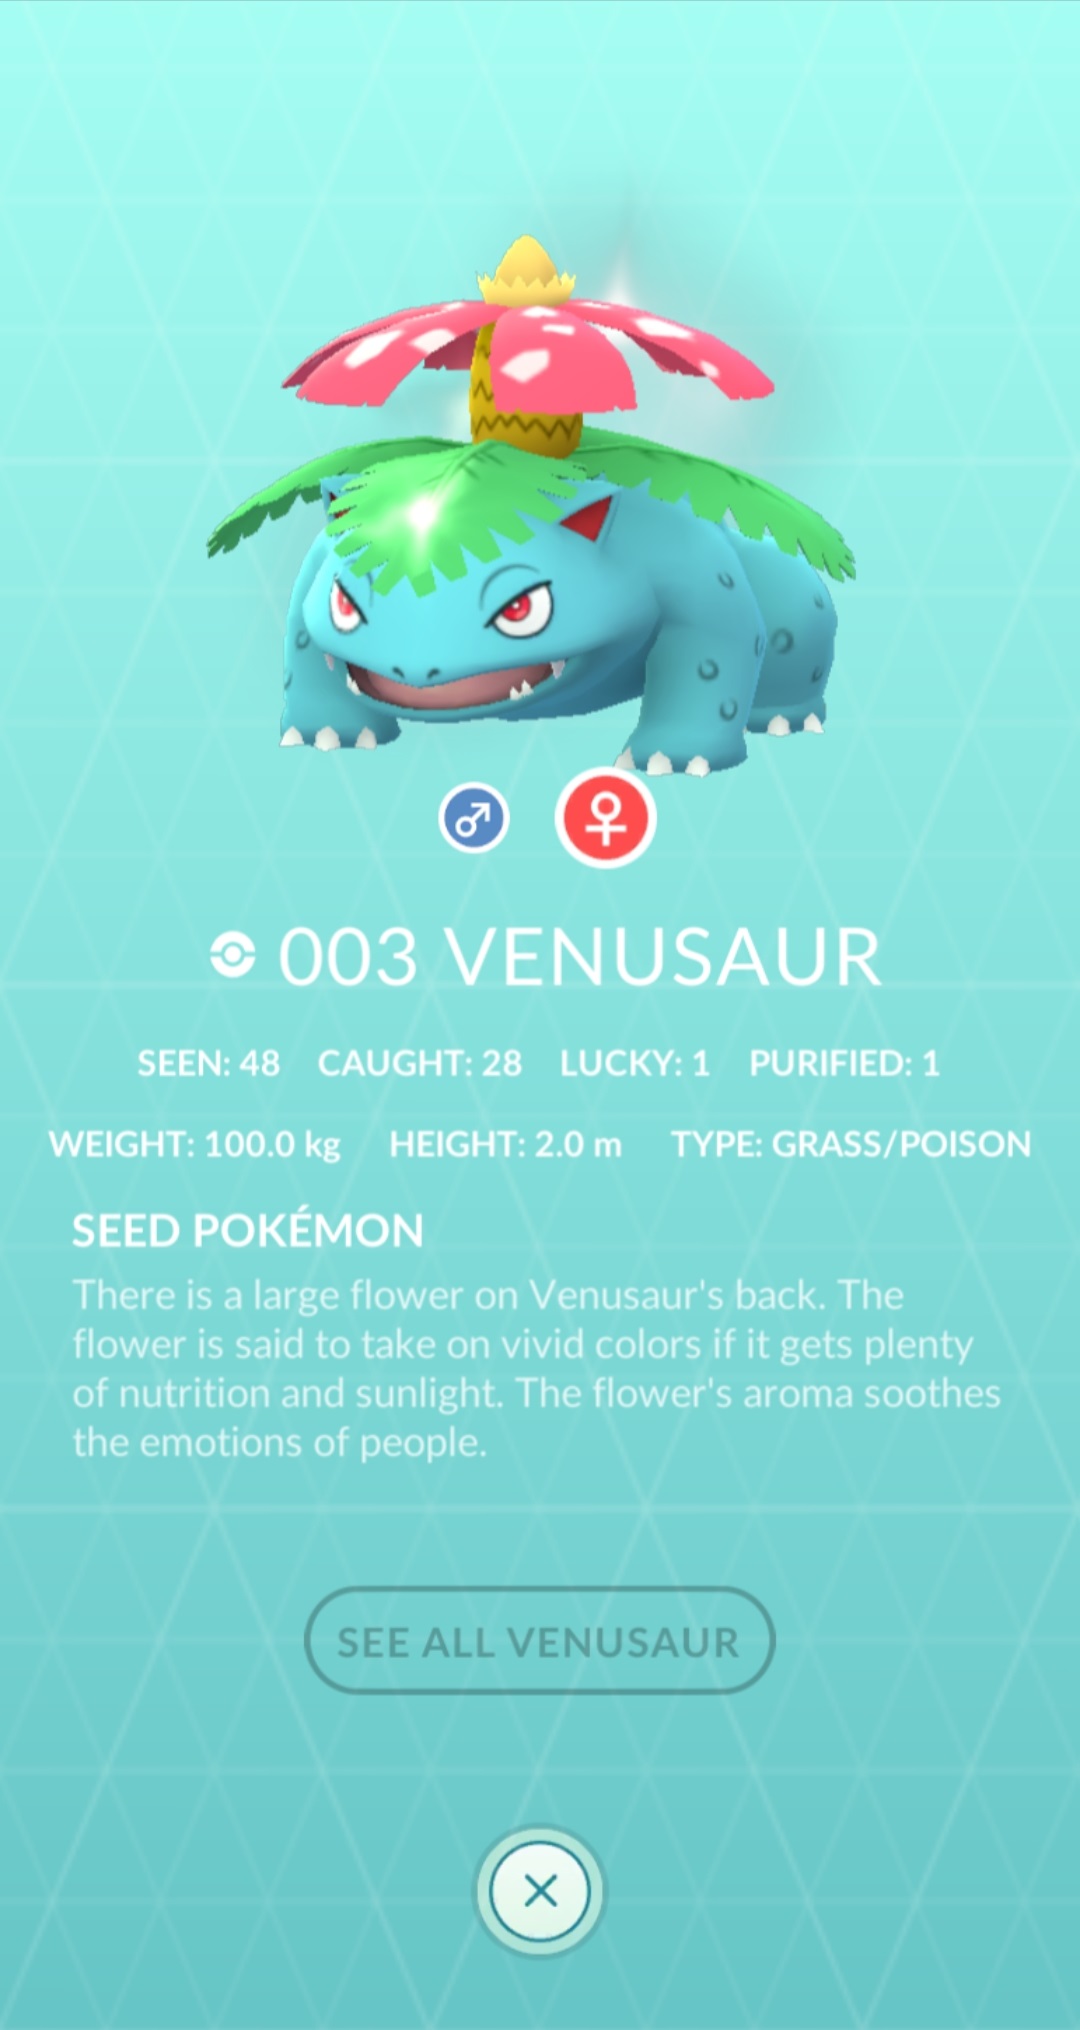 003 VENUSAUR
SEEN: 48 CAUGHT: 28 LUCKY: 1 PURIFIED: 1
WEIGHT: 100.0 kg HEIGHT: 2.0 m TYPE: GRASS/POISON
SEED POKÉMON
There is a large flower on Venusaur's back. The
flower is said to take on vivid colors if it gets plenty
of nutrition and sunlight. The flower's aroma soothes
the emotions of people.
SEE ALL VENUSAUR